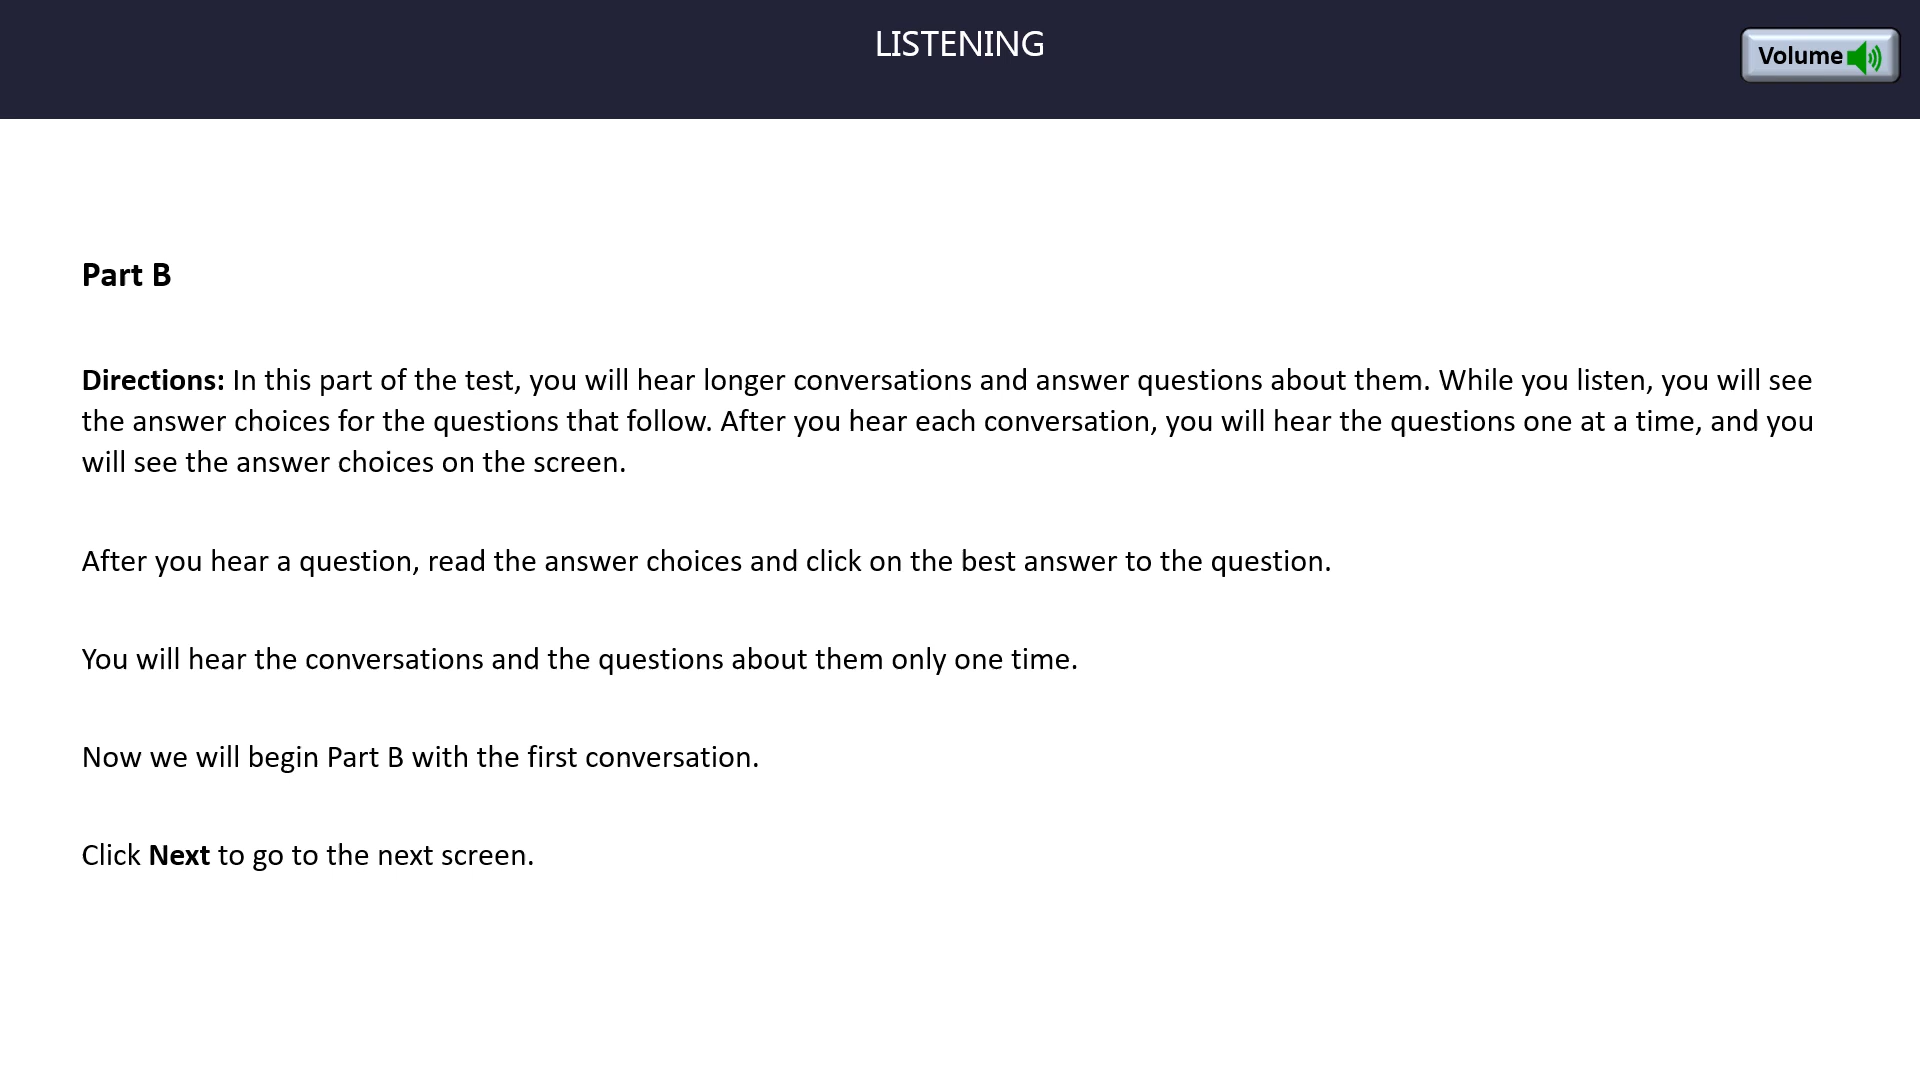 LISTENING
Volume
Part B
Directions: In this part of the test, you will hear longer conversations and answer questions about them. While you listen, you will see
the answer choices for the questions that follow. After you hear each conversation, you will hear the questions one at a time, and you
will see the answer choices on the screen.
After you hear a question, read the answer choices and click on the best answer to the question.
You will hear the conversations and the questions about them only one time.
Now we will begin Part B with the first conversation.
Click Next to go to the next screen.